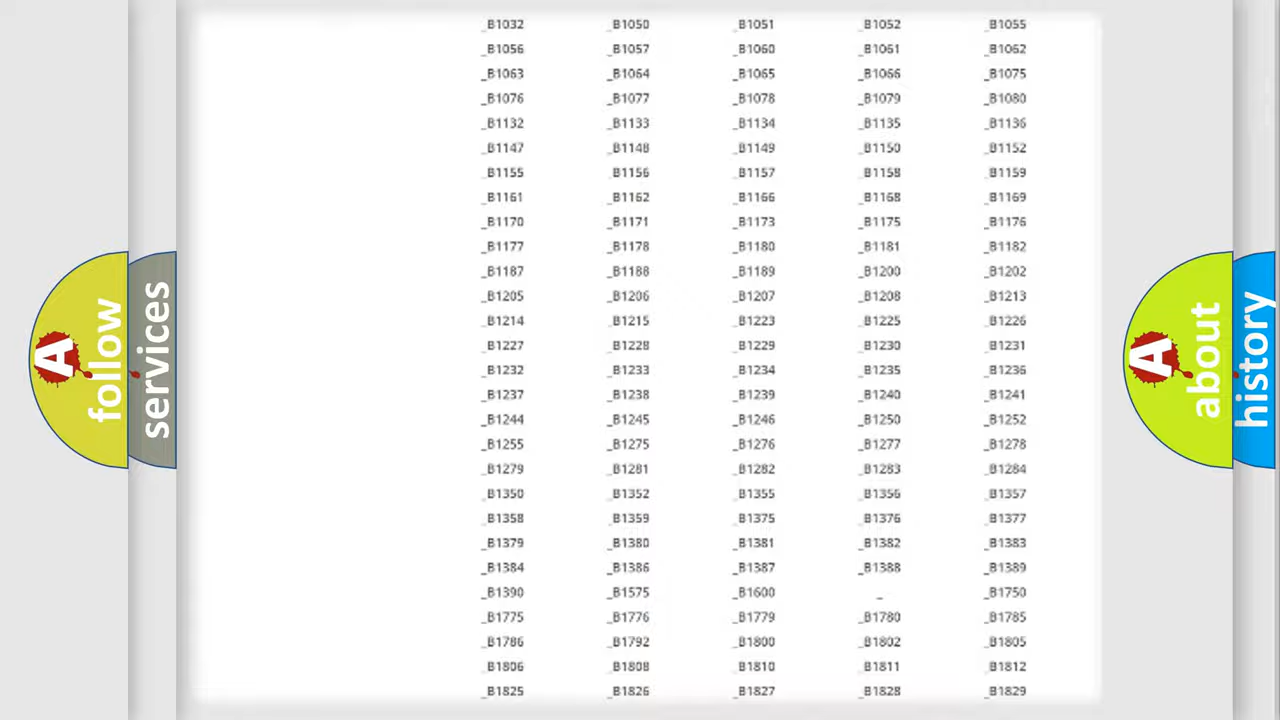 _B1032 _B1050 _B1051 _B1052 _B1055
_B1056 _B1057 _B1060 _B1061 _B1062
_B1063 _B1064 _B1065 _B1066 _B1075
_B1076 _B1077 _B1078 _B1079 _B1080
_B1132 _B1133 _B1134 _B1135 _B1136
_B1147 _B1148 _B1149 _B1150 _B1152
_B1155 _B1156 _B1157 _B1158 _B1159
_B1161 _B1162 _B1166 _B1168 _B1169
_B1170 _B1171 _B1173 _B1175 _B1176
_B1177 _B1178 _B1180 _B1181 _B1182
_B1187 _B1188 _B1189 _B1200 _B1202
_B1205 _B1206 _B1207 _B1208 _B1213
_B1214 _B1215 _B1223 _B1225 _B1226
_B1227 _B1228 _B1229 _B1230 _B1231
_B1232 _B1233 _B1234 _B1235 _B1236
_B1237 _B1238 _B1239 _B1240 _B1241
_B1244 _B1245 _B1246 _B1250 _B1252
_B1255 _B1275 _B1276 _B1277 _B1278
_B1279 _B1281 _B1282 _B1283 _B1284
_B1350 _B1352 _B1355 _B1356 _B1357
_B1358 _B1359 _B1375 _B1376 _B1377
_B1379 _B1380 _B1381 _B1382 _B1383
_B1384 _B1386 _B1387 _B1388 _B1389
_B1390 _B1575 _B1600 _ _B1750
_B1775 _B1776 _B1779 _B1780 _B1785
_B1786 _B1792 _B1800 _B1802 _B1805
_B1806 _B1808 _B1810 _B1811 _B1812
_B1825 _B1826 _B1827 _B1828 _B1829
A
follow
services
A
about
history